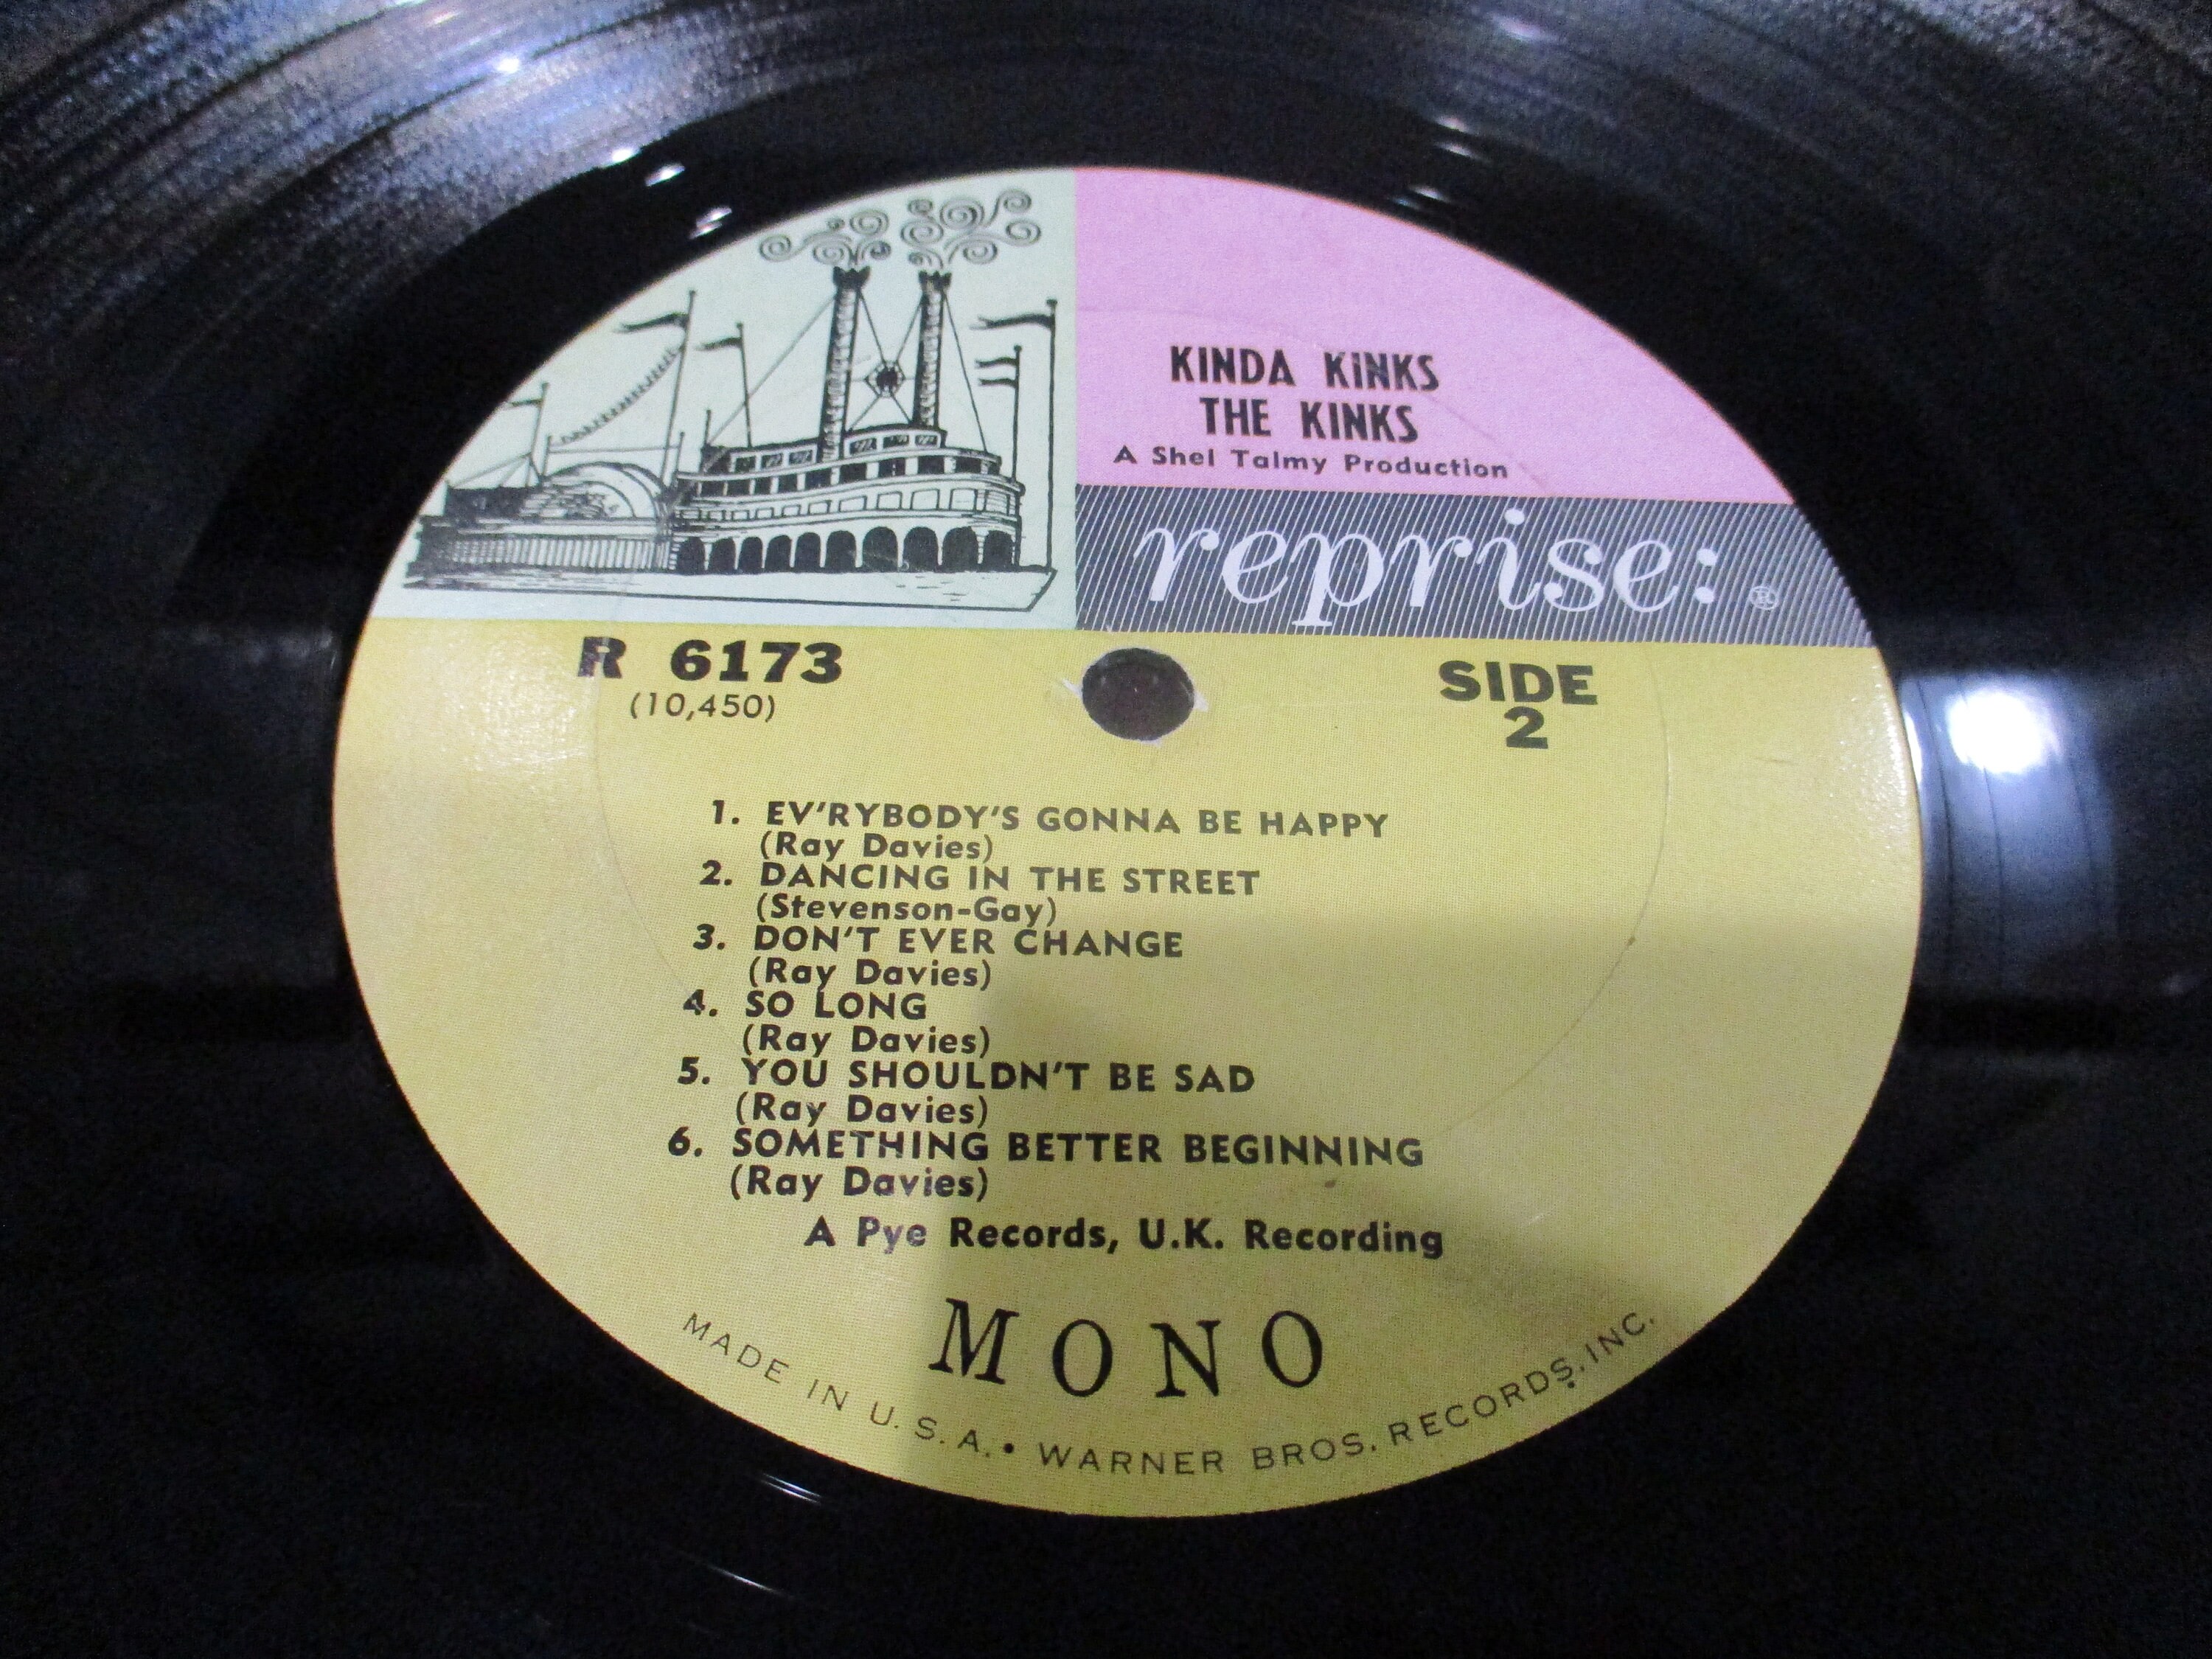 KINDA KINKS
THE KINKS
A Shel Talmy Production
reprise: ®
R 6173
(10,450)
SIDE
2
1. EV'RYBODY'S GONNA BE HAPPY
(Ray Davies)
2. DANCING IN THE STREET
(Stevenson-Gay)
3. DON'T EVER CHANGE
(Ray Davies)
4. SO LONG
(Ray Davies)
5. YOU SHOULDN'T BE SAD
(Ray Davies)
6. SOMETHING BETTER BEGINNING
(Ray Davies)
A Pye Records, U.K. Recording
MONO
MADE IN U.S.A. • WARNER BROS. RECORDS, INC.